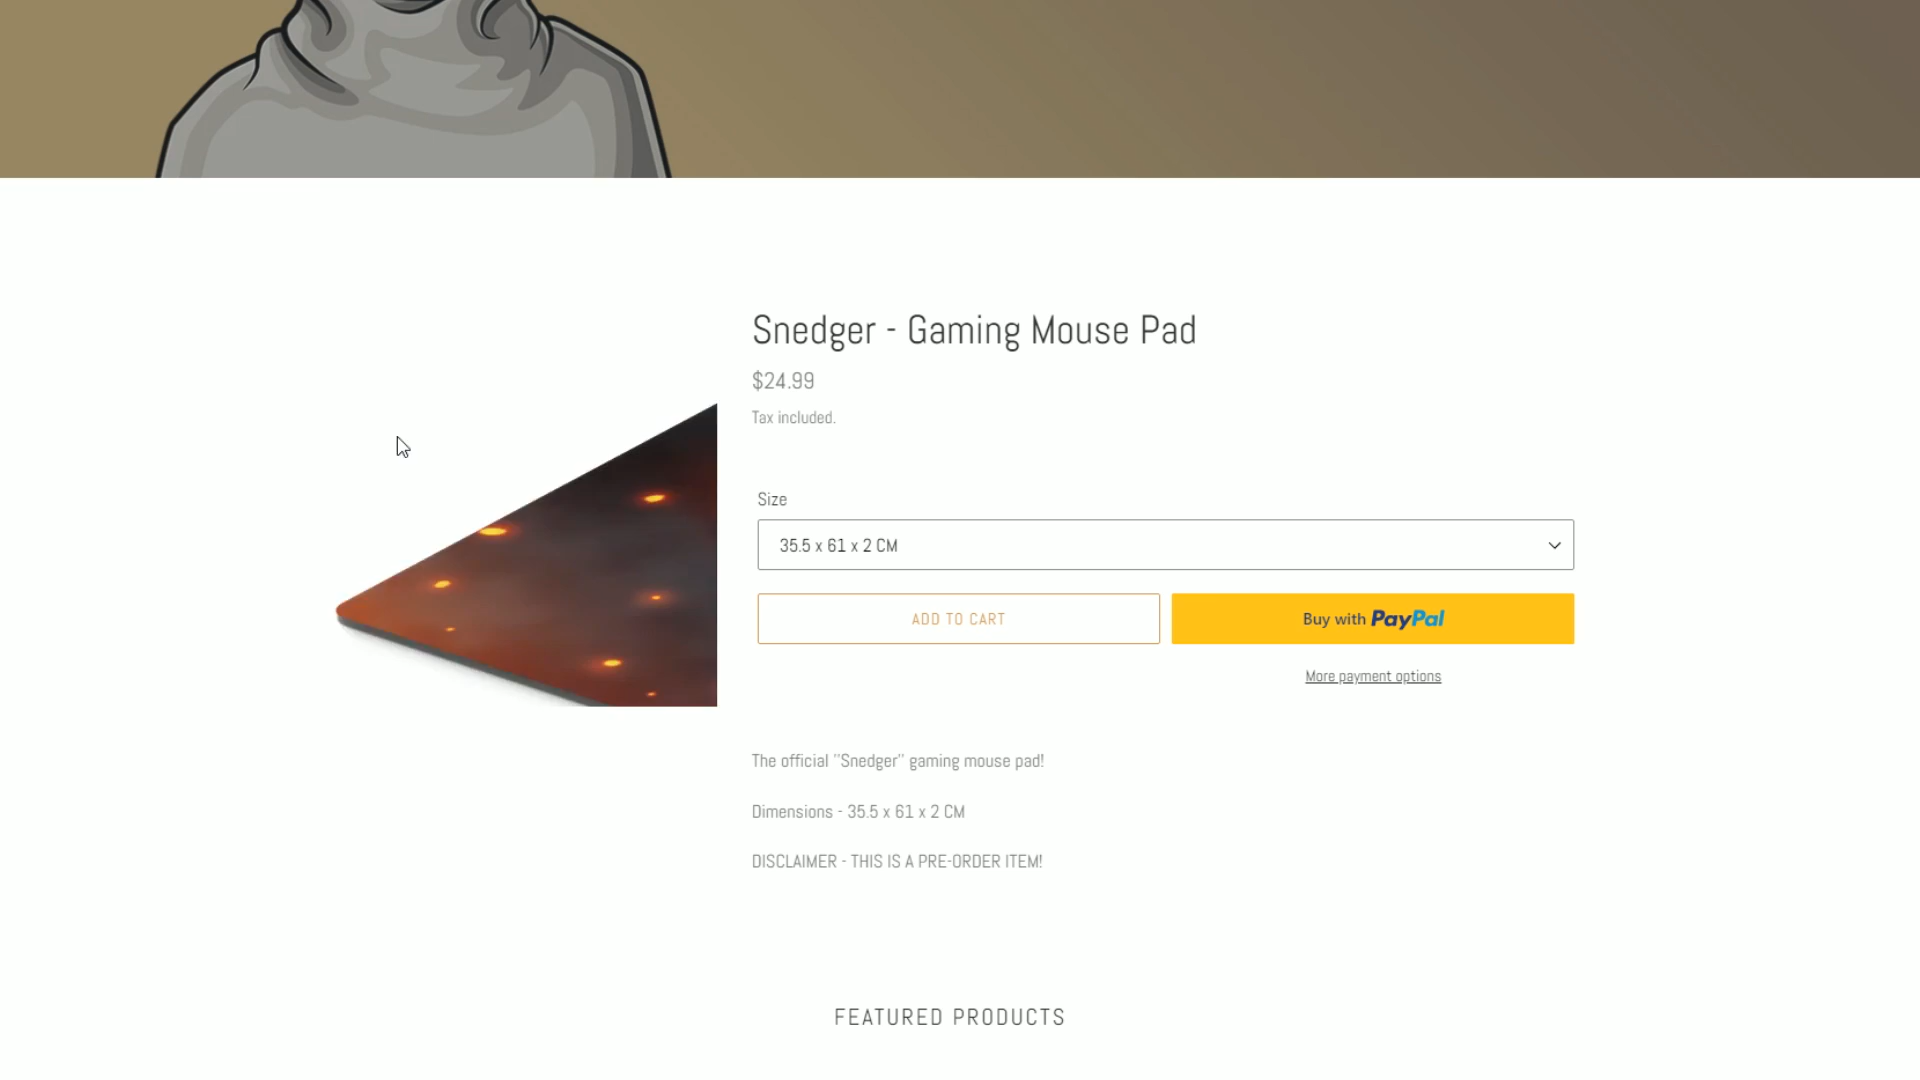 Snedger - Gaming Mouse Pad
$24.99
Tax included.
Size
35.5 x 61 x 2 CM
ADD TO CART
Buy with PayPal
More payment options
The official "Snedger" gaming mouse pad!
Dimensions - 35.5 x 61 x 2 CM
DISCLAIMER - THIS IS A PRE-ORDER ITEM!
FEATURED PRODUCTS